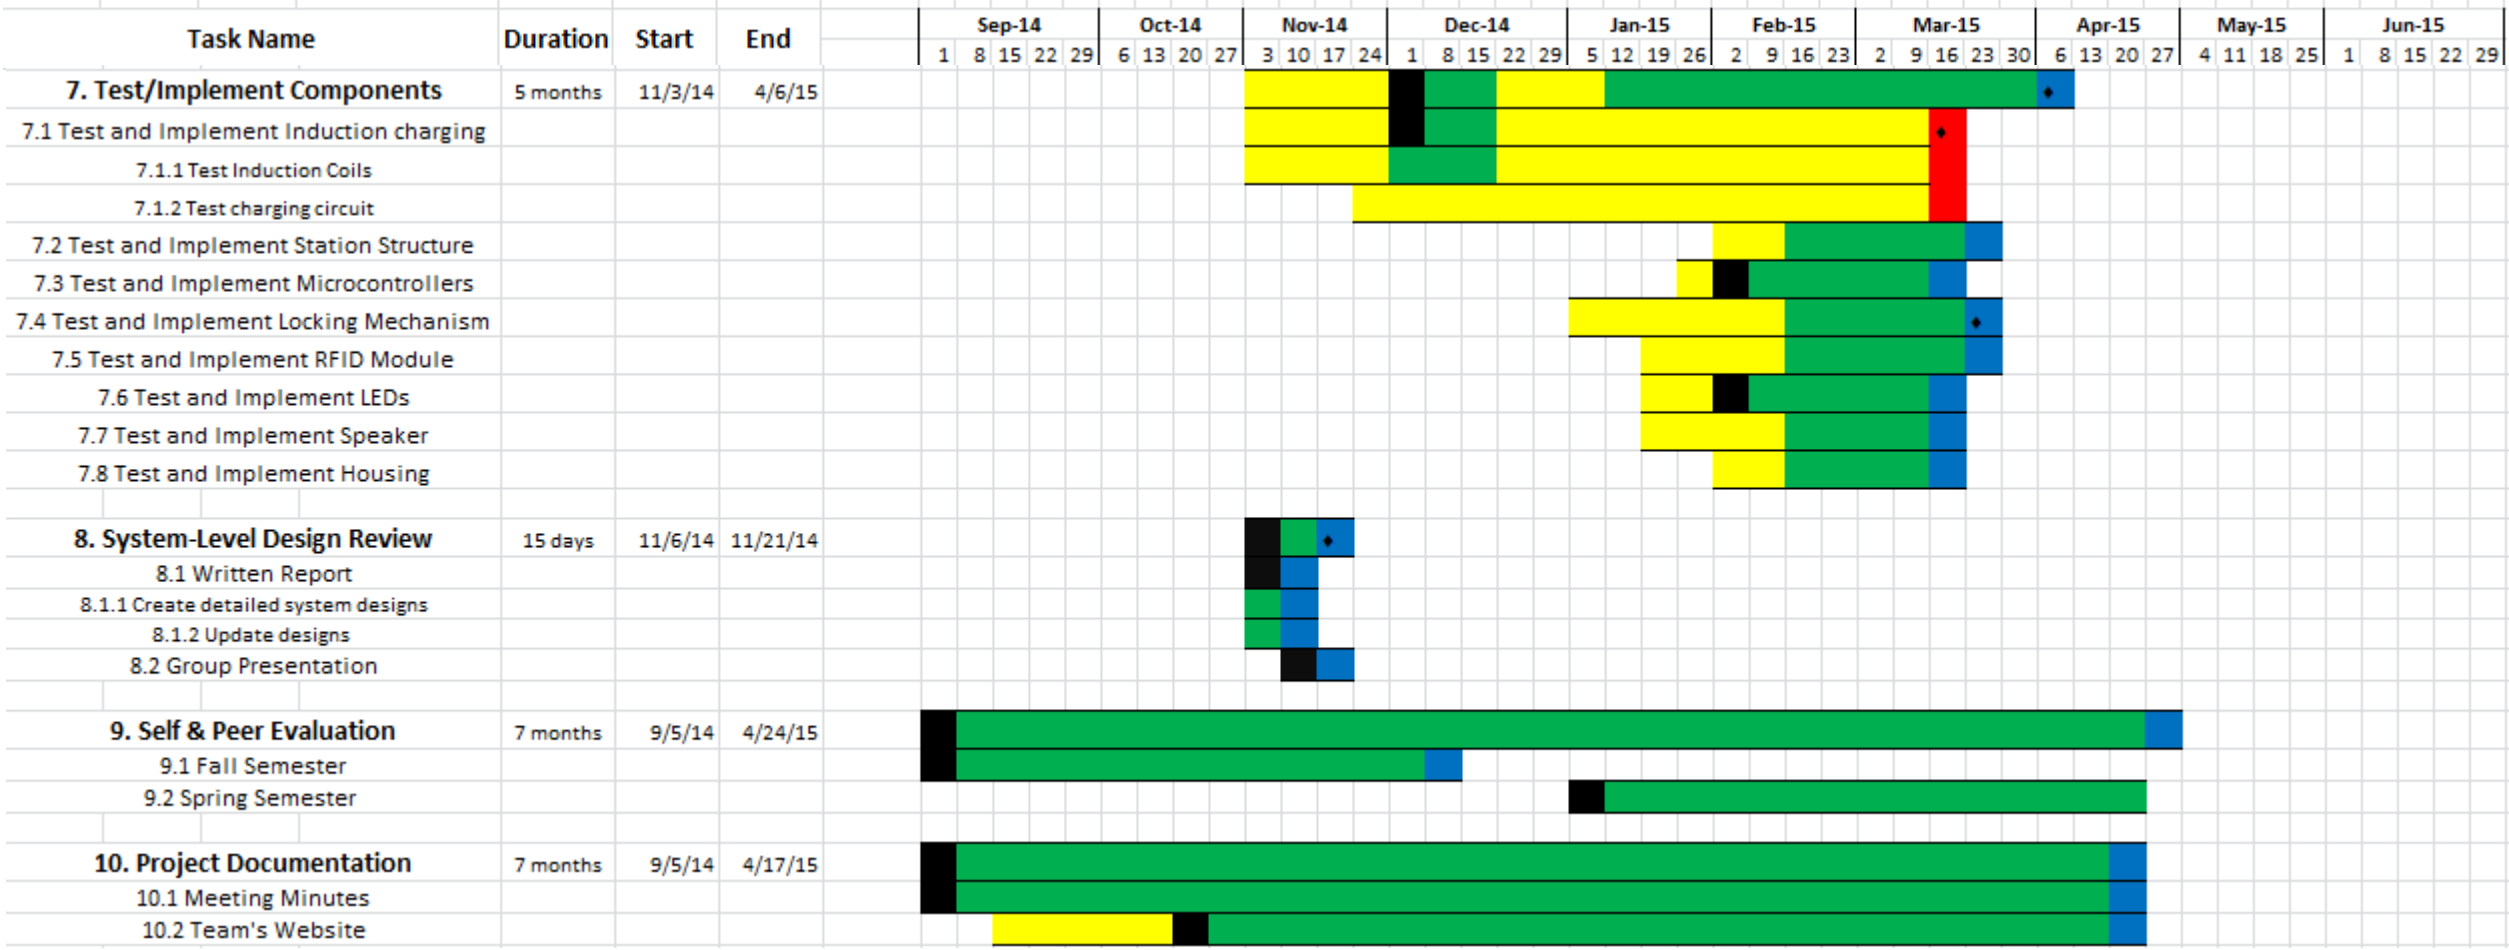 Task Name Duration Start End Sep-14 Oct-14 Nov-14 Dec-14 Jan-15 Feb-15 Mar-15 Apr-15 May-15 Jun-15
1 8 15 22 29 6 13 20 27 3 10 17 24 1 8 15 22 29 5 12 19 26 2 9 16 23 2 9 16 23 30 6 13 20 27 4 11 18 25 1 8 15 22 29
7. Test/Implement Components 5 months 11/3/14 4/6/15
7.1 Test and Implement Induction charging
7.1.1 Test Induction Coils
7.1.2 Test charging circuit
7.2 Test and Implement Station Structure
7.3 Test and Implement Microcontrollers
7.4 Test and Implement Locking Mechanism
7.5 Test and Implement RFID Module
7.6 Test and Implement LEDs
7.7 Test and Implement Speaker
7.8 Test and Implement Housing
8. System-Level Design Review 15 days 11/6/14 11/21/14
8.1 Written Report
8.1.1 Create detailed system designs
8.1.2 Update designs
8.2 Group Presentation
9. Self & Peer Evaluation 7 months 9/5/14 4/24/15
9.1 Fall Semester
9.2 Spring Semester
10. Project Documentation 7 months 9/5/14 4/17/15
10.1 Meeting Minutes
10.2 Team's Website